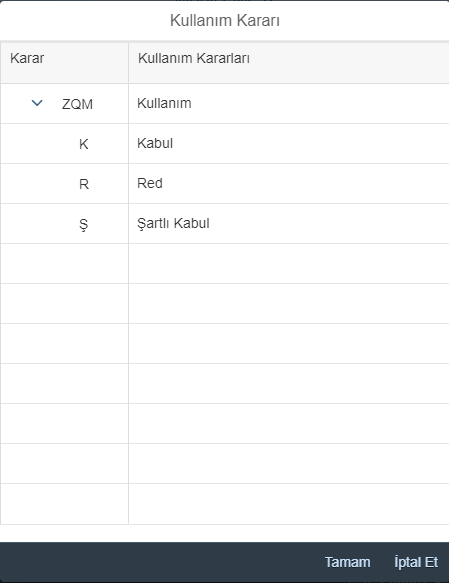 Kullanım Kararı
Karar Kullanım Kararları
ZQM Kullanım
K Kabul
R Red
Ş Şartlı Kabul
Tamam İptal Et